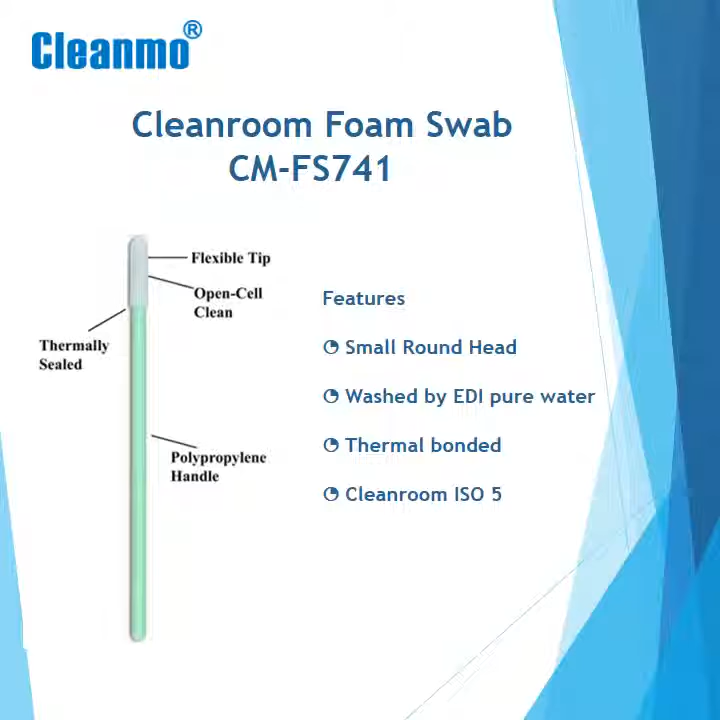 Cleanmo®
Cleanroom Foam Swab
CM-FS741
Flexible Tip
Open-Cell
Clean
Thermally
Sealed
Polypropylene
Handle
Features
Small Round Head
Washed by EDI pure water
Thermal bonded
Cleanroom ISO 5